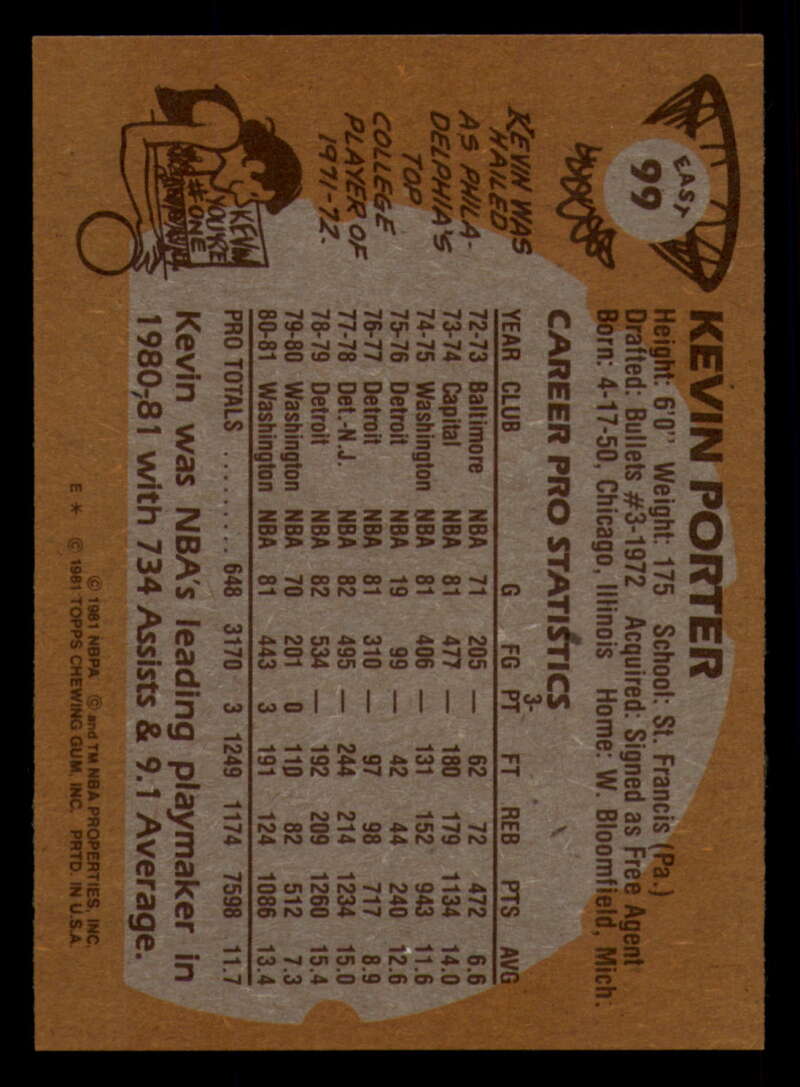 EAST
99
KEVIN PORTER
Height: 6'0" Weight: 175 School: St. Francis (Pa.)
Drafted: Bullets #3-1972 Acquired: Signed as Free Agent
Born: 4-17-50, Chicago, Illinois Home: W. Bloomfield, Mich.
KEVIN WAS
HAILED
AS PHILA-
DELPHIA'S
TOP
COLLEGE
PLAYER OF
1971-72.
KEVIN
YOU'RE
#ONE
CAREER PRO STATISTICS
3-
YEAR CLUB G FG PT FT REB PTS AVG
72-73 Baltimore NBA 71 205 — 62 72 472 6.6
73-74 Capital NBA 81 477 — 180 179 1134 14.0
74-75 Washington NBA 81 406 — 131 152 943 11.6
75-76 Detroit NBA 19 99 — 42 44 240 12.6
76-77 Detroit NBA 81 310 — 97 98 717 8.9
77-78 Det.-N.J. NBA 82 495 — 244 214 1234 15.0
78-79 Detroit NBA 82 534 — 192 209 1260 15.4
79-80 Washington NBA 70 201 0 110 82 512 7.3
80-81 Washington NBA 81 443 3 191 124 1086 13.4
PRO TOTALS ......... 648 3170 3 1249 1174 7598 11.7
Kevin was NBA's leading playmaker in
1980-81 with 734 Assists & 9.1 Average.
© 1981 NBPA © and TM NBA PROPERTIES, INC.
E * © 1981 TOPPS CHEWING GUM, INC. PRTD. IN U.S.A.